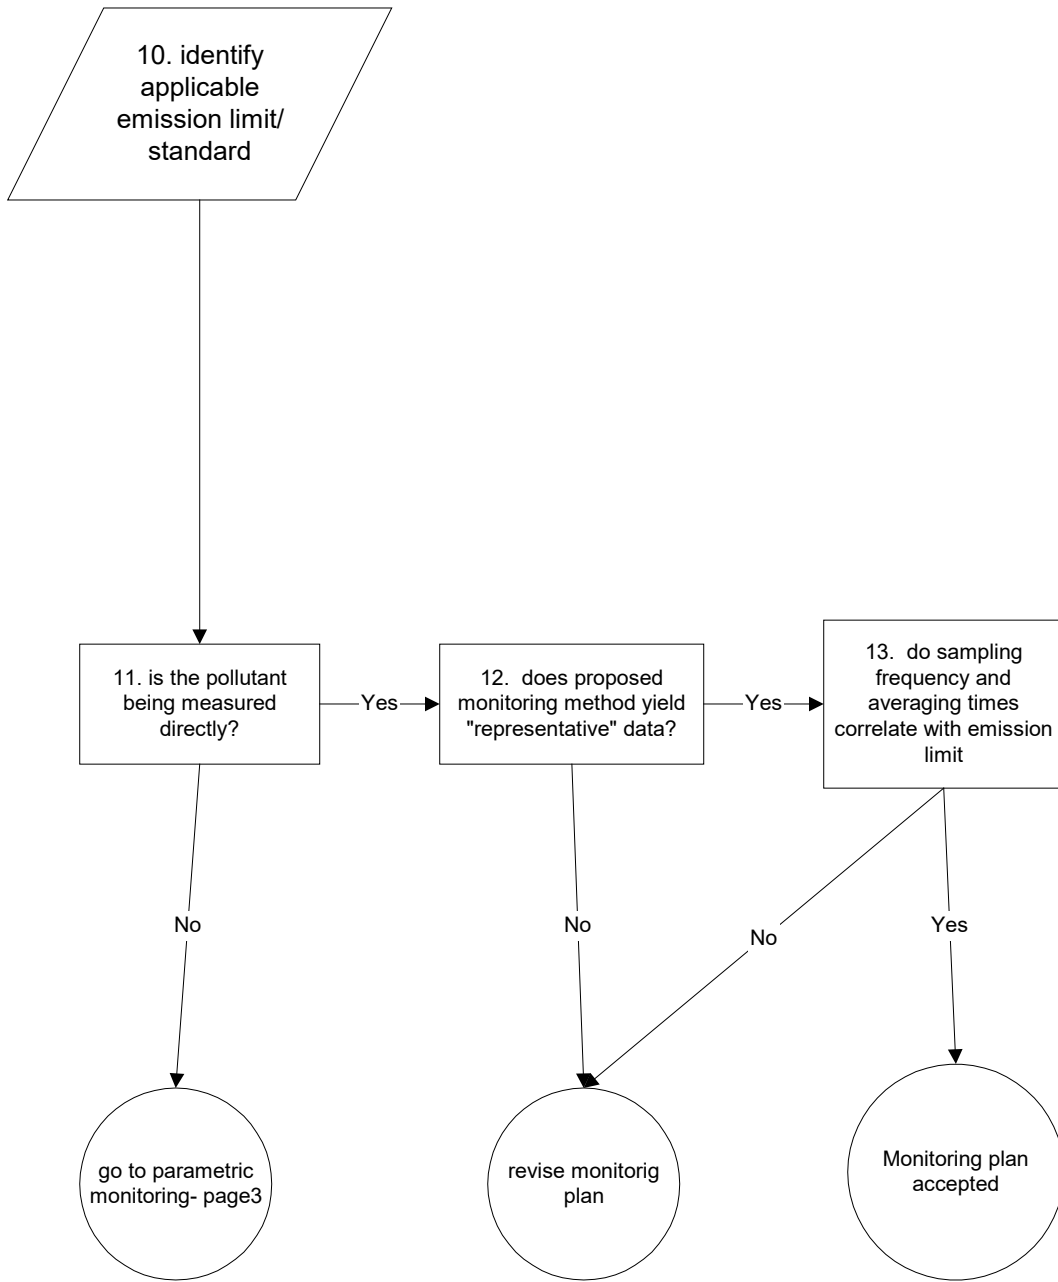 10. identify
applicable
emission limit/
standard
11. is the pollutant
being measured
directly?
Yes
12. does proposed
monitoring method yield
"representative" data?
Yes
13. do sampling
frequency and
averaging times
correlate with emission
limit
No
No
No
Yes
go to parametric
monitoring- page3
revise monitorig
plan
Monitoring plan
accepted